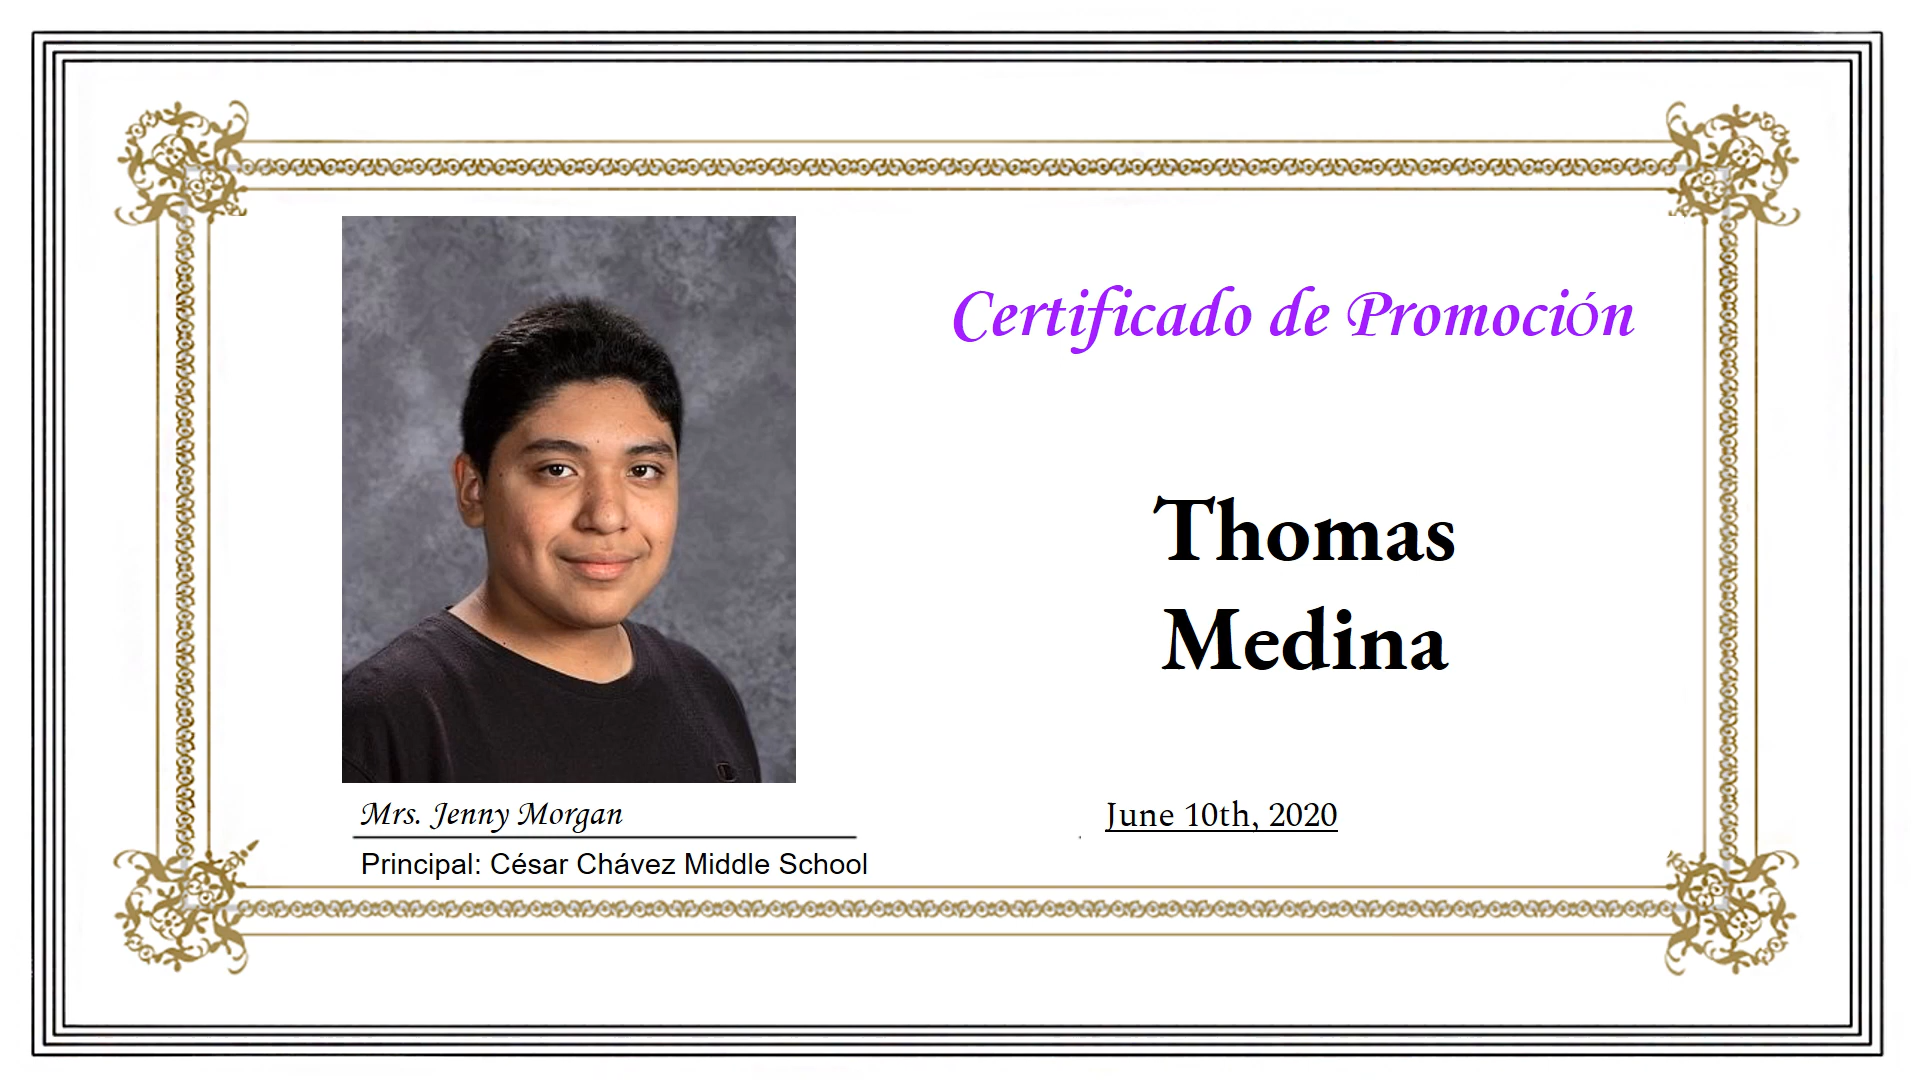 Certificado de Promoción
Thomas
Medina
Mrs. Jenny Morgan
June 10th, 2020
Principal: César Chávez Middle School